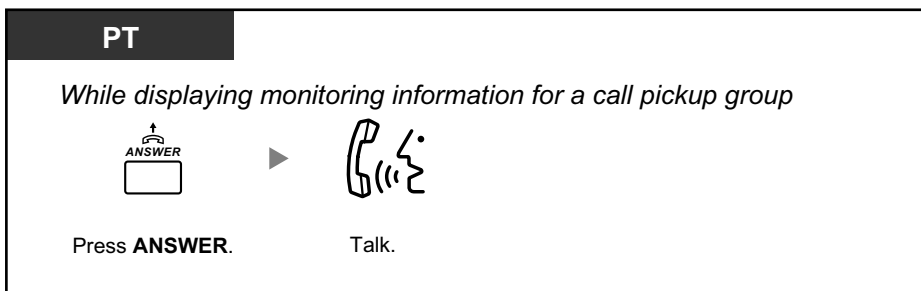 PT
While displaying monitoring information for a call pickup group
ANSWER
Press ANSWER.
Talk.